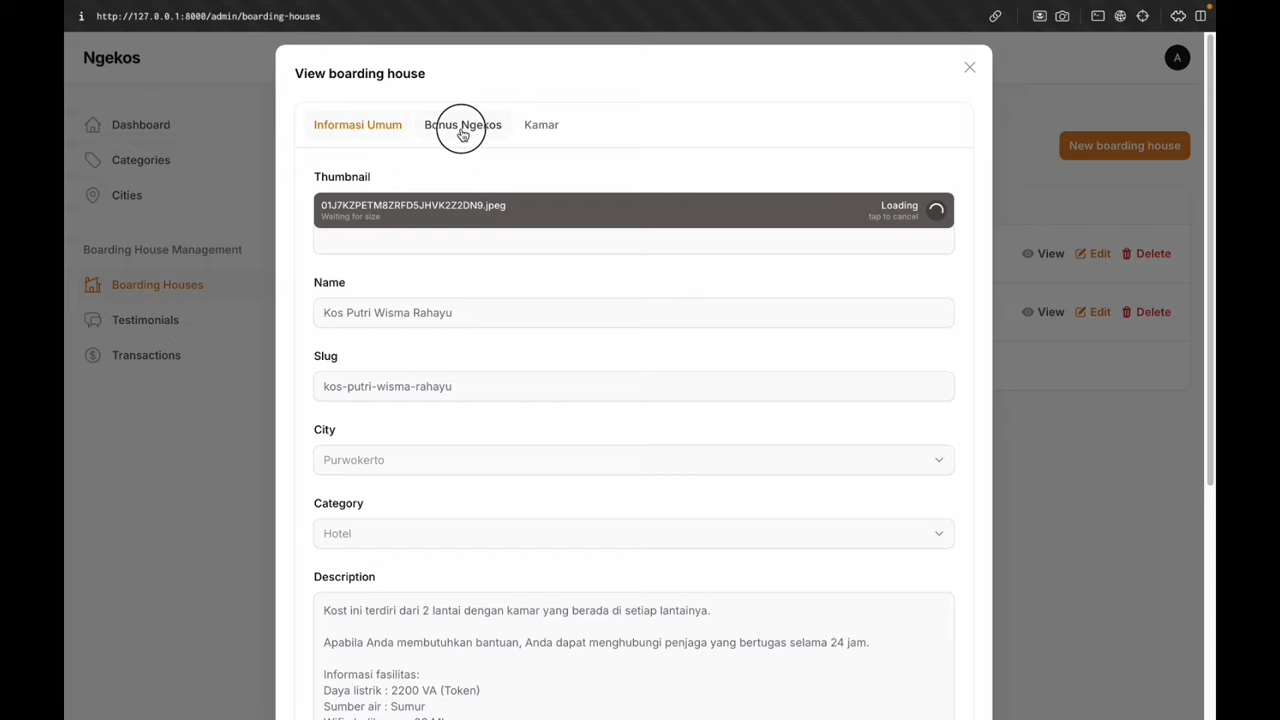 http://127.0.0.1:8000/admin/boarding-houses
Ngekos
A
Dashboard
Categories
Cities
Boarding House Management
Boarding Houses
Testimonials
Transactions
New boarding house
View Edit Delete
View Edit Delete
View boarding house
Informasi Umum Bonus Ngekos Kamar
Thumbnail
01J7KZPETM8ZRFD5JHVK2Z2DN9.jpeg
Waiting for size
Loading
tap to cancel
Name
Kos Putri Wisma Rahayu
Slug
kos-putri-wisma-rahayu
City
Purwokerto
Category
Hotel
Description
Kost ini terdiri dari 2 lantai dengan kamar yang berada di setiap lantainya.
Apabila Anda membutuhkan bantuan, Anda dapat menghubungi penjaga yang bertugas selama 24 jam.
Informasi fasilitas:
Daya listrik : 2200 VA (Token)
Sumber air : Sumur